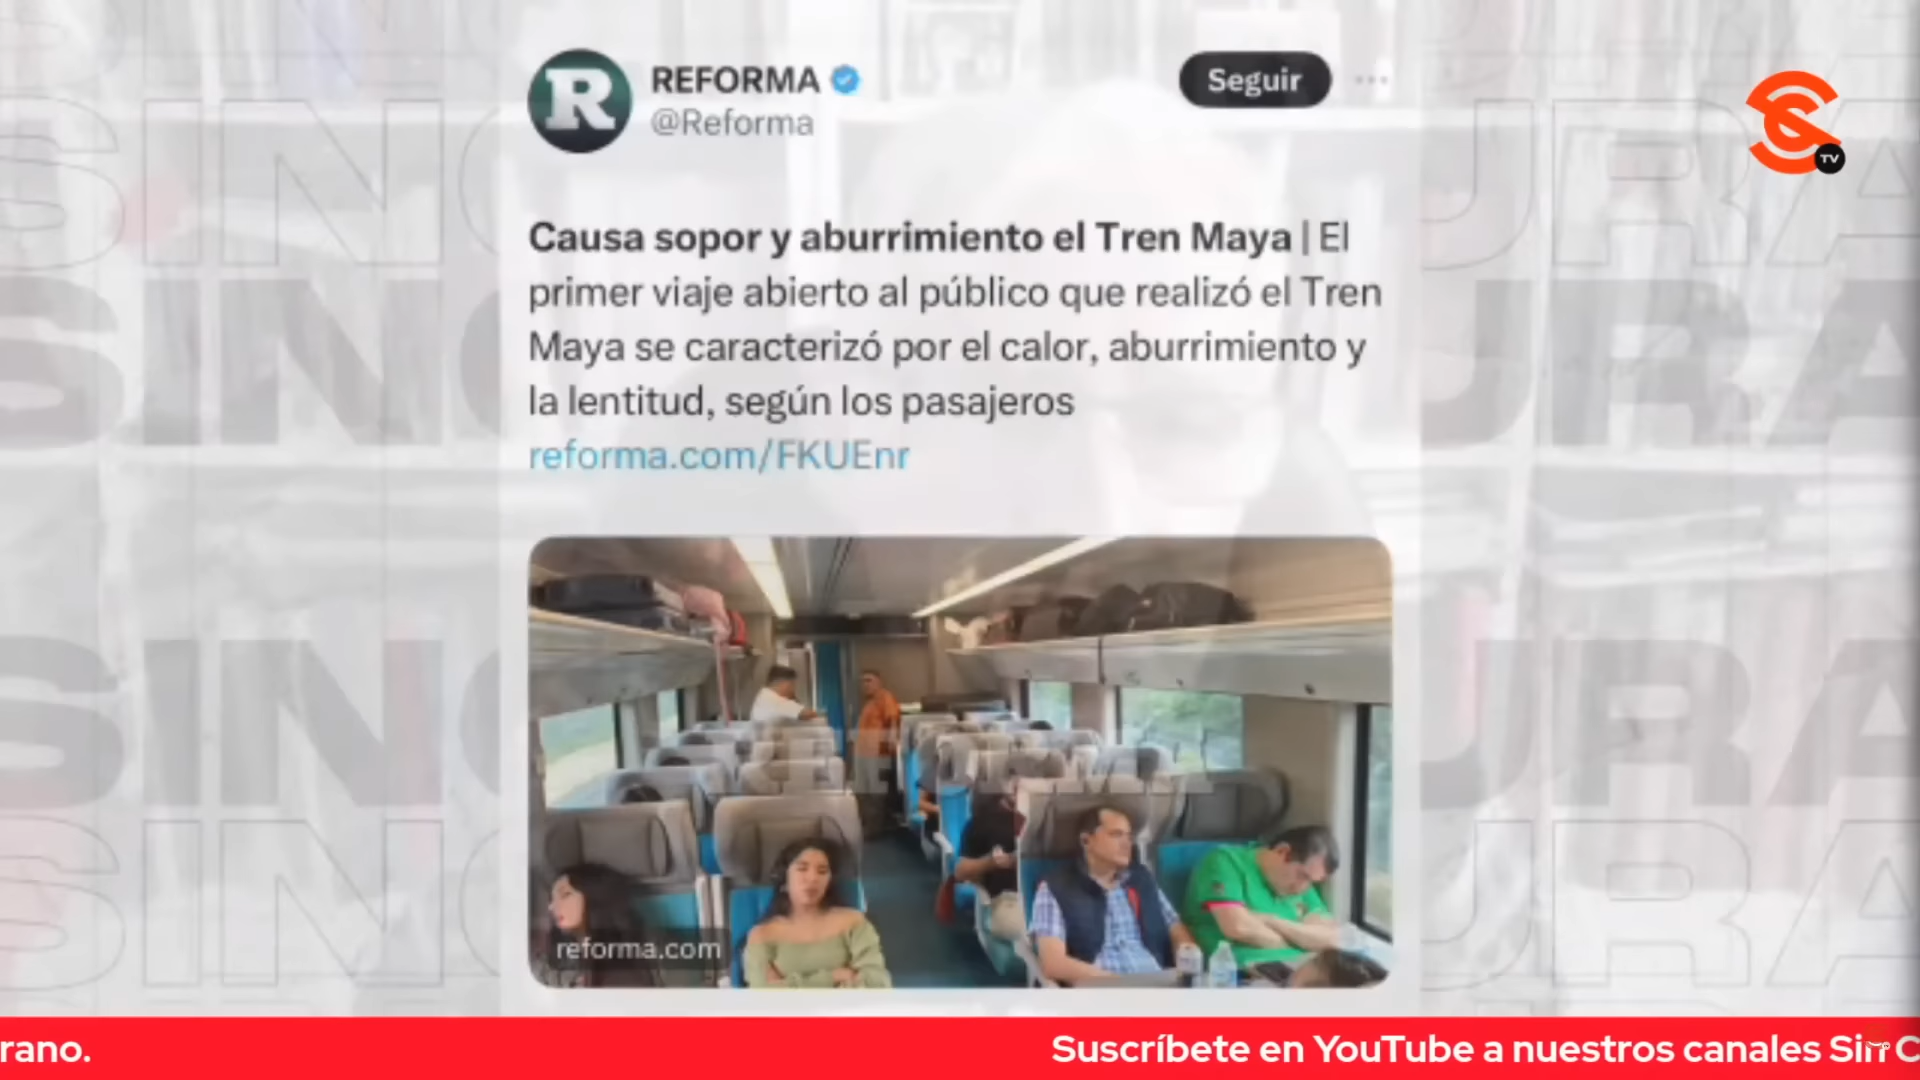 REFORMA
@Reforma
Seguir
TV
Causa sopor y aburrimiento el Tren Maya | El
primer viaje abierto al público que realizó el Tren
Maya se caracterizó por el calor, aburrimiento y
la lentitud, según los pasajeros
reforma.com/FKUEnr
REFORMA
reforma.com
rano.
Suscríbete en YouTube a nuestros canales Sin C